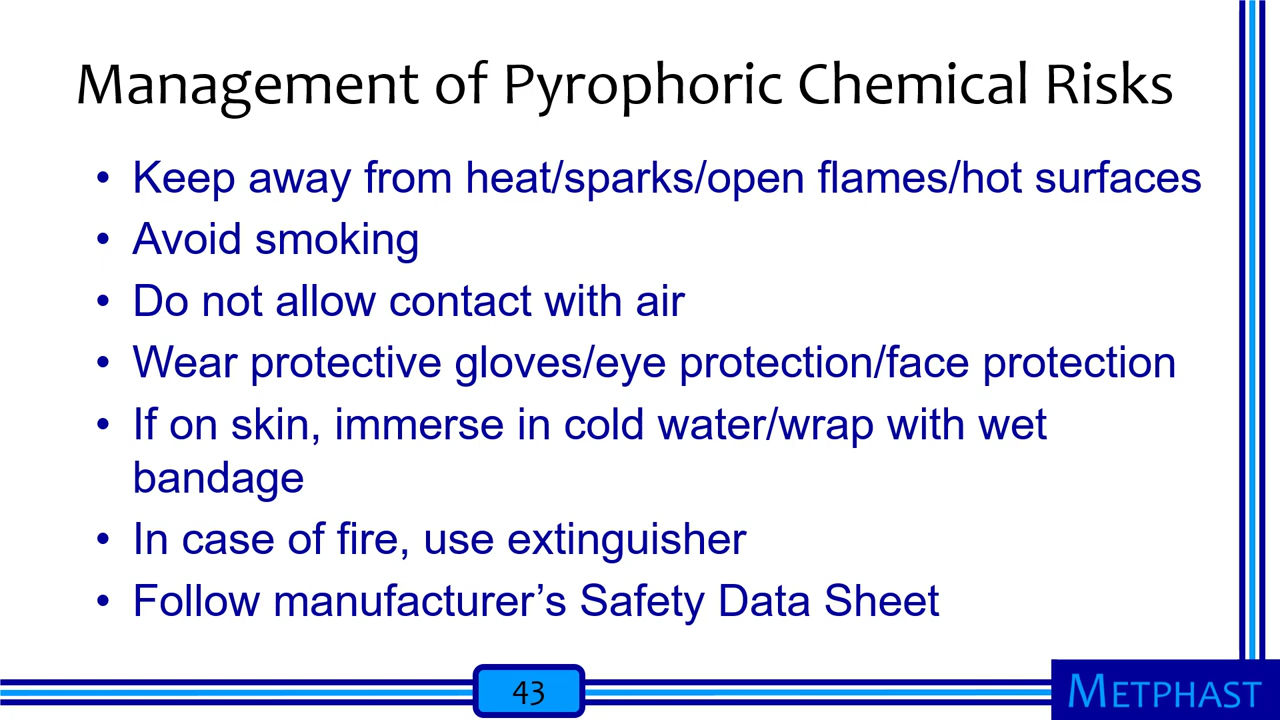 Management of Pyrophoric Chemical Risks
• Keep away from heat/sparks/open flames/hot surfaces
• Avoid smoking
• Do not allow contact with air
• Wear protective gloves/eye protection/face protection
• If on skin, immerse in cold water/wrap with wet
bandage
• In case of fire, use extinguisher
• Follow manufacturer’s Safety Data Sheet
43
METPHAST